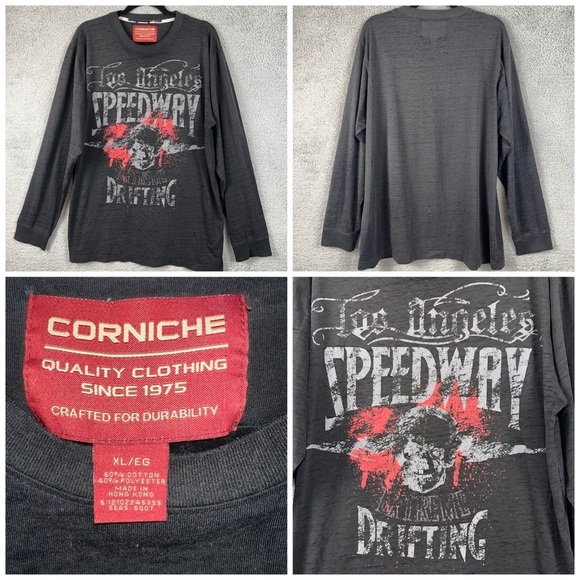 CORNICHE
Los Angeles
SPEEDWAY
DRIFTING
CORNICHE
QUALITY CLOTHING
SINCE 1975
CRAFTED FOR DURABILITY
XL/EG
60% COTTON
40% POLYESTER
MADE IN
HONG KONG
Los Angeles
SPEEDWAY
DRIFTING